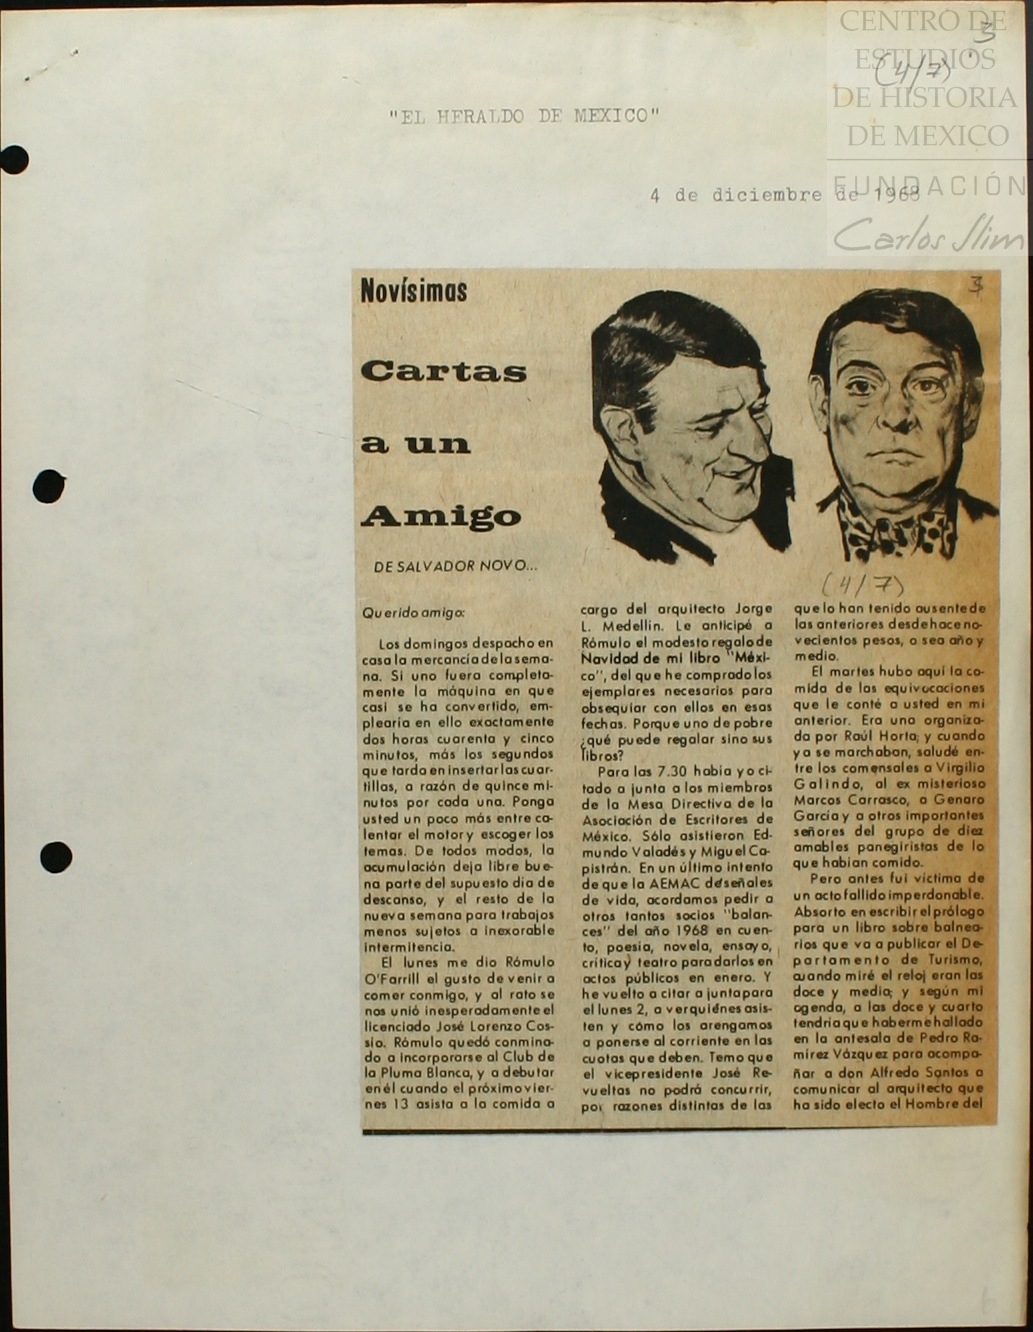 3
(4/7)
CENTRO DE
ESTUDIOS
DE HISTORIA
DE MEXICO
FUNDACIÓN
Carlos Slim
"EL HERALDO DE MEXICO"
4 de diciembre de 1968
3
Novísimas
Cartas
a un
Amigo
DE SALVADOR NOVO...
(4/7)
Querido amigo:
Los domingos despacho en
casa la mercancía de la sema-
na. Si uno fuera completa-
mente la máquina en que
casi se ha convertido, em-
plearía en ello exactamente
dos horas cuarenta y cinco
minutos, más los segundos
que tarda en insertar las cuar-
tillas, a razón de quince mi-
nutos por cada una. Ponga
usted un poco más entre ca-
lentar el motor y escoger los
temas. De todos modos, la
acumulación deja libre bue-
na parte del supuesto día de
descanso, y el resto de la
nueva semana para trabajos
menos sujetos a inexorable
intermitencia.
El lunes me dio Rómulo
O'Farrill el gusto de venir a
comer conmigo, y al rato se
nos unió inesperadamente el
licenciado José Lorenzo Cos-
sío. Rómulo quedó conmina-
do a incorporarse al Club de
la Pluma Blanca, y a debutar
en él cuando el próximo vier-
nes 13 asista a la comida a
cargo del arquitecto Jorge
L. Medellín. Le anticipé a
Rómulo el modesto regalo de
Navidad de mi libro "Méxi-
co", del que he comprado los
ejemplares necesarios para
obsequiar con ellos en esas
fechas. Porque uno de pobre
¿qué puede regalar sino sus
libros?
Para las 7.30 había yo ci-
tado a junta a los miembros
de la Mesa Directiva de la
Asociación de Escritores de
México. Sólo asistieron Ed-
mundo Valadés y Miguel Ca-
pistrán. En un último intento
de que la AEMAC dé señales
de vida, acordamos pedir a
otros tantos socios "balan-
ces" del año 1968 en cuen-
to, poesía, novela, ensayo,
crítica y teatro para darlos en
actos públicos en enero. Y
he vuelto a citar a junta para
el lunes 2, a ver quiénes asis-
ten y cómo los arengamos
a ponerse al corriente en las
cuotas que deben. Temo que
el vicepresidente José Re-
vueltas no podrá concurrir,
por razones distintas de las
que lo han tenido ausente de
las anteriores desde hace no-
vecientos pesos, o sea año y
medio.
El martes hubo aquí la co-
mida de las equivocaciones
que le conté a usted en mi
anterior. Era una organiza-
da por Raúl Horta; y cuando
ya se marchaban, saludé en-
tre los comensales a Virgilio
Galindo, al ex misterioso
Marcos Carrasco, a Genaro
García y a otros importantes
señores del grupo de diez
amables panegiristas de lo
que habían comido.
Pero antes fui víctima de
un acto fallido imperdonable.
Absorto en escribir el prólogo
para un libro sobre balnea-
rios que va a publicar el De-
partamento de Turismo,
cuando miré el reloj eran las
doce y media; y según mi
agenda, a las doce y cuarto
tendría que haberme hallado
en la antesala de Pedro Ra-
mírez Vázquez para acompa-
ñar a don Alfredo Santos a
comunicar al arquitecto que
ha sido electo el Hombre del